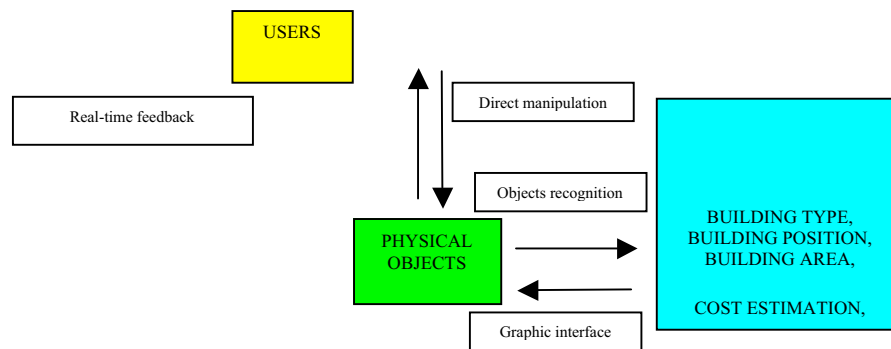 USERS
Real-time feedback
Direct manipulation
Objects recognition
PHYSICAL
OBJECTS
BUILDING TYPE,
BUILDING POSITION,
BUILDING AREA,
COST ESTIMATION,
Graphic interface